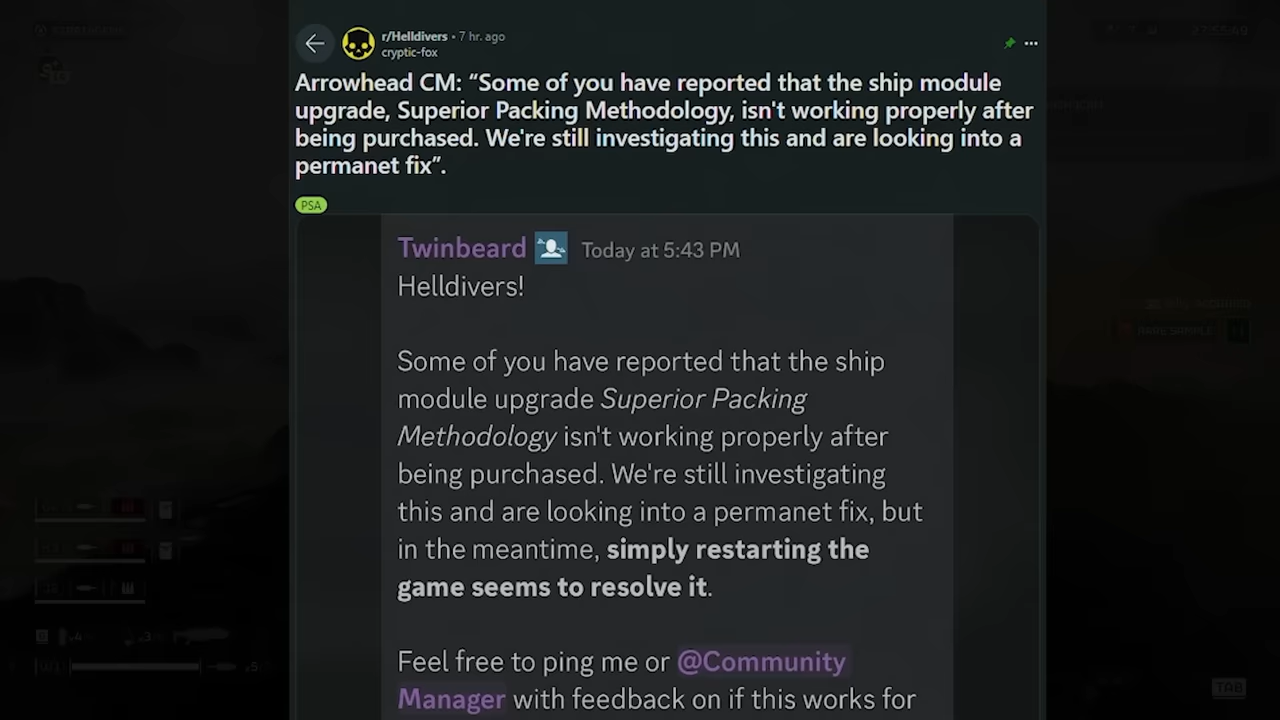 r/Helldivers • 7 hr. ago
cryptic-fox
Arrowhead CM: “Some of you have reported that the ship module
upgrade, Superior Packing Methodology, isn't working properly after
being purchased. We're still investigating this and are looking into a
permanet fix”.
PSA
Twinbeard Today at 5:43 PM
Helldivers!
Some of you have reported that the ship
module upgrade Superior Packing
Methodology isn't working properly after
being purchased. We're still investigating
this and are looking into a permanet fix, but
in the meantime, simply restarting the
game seems to resolve it.
Feel free to ping me or @Community
Manager with feedback on if this works for
RARE SAMPLE
TAB